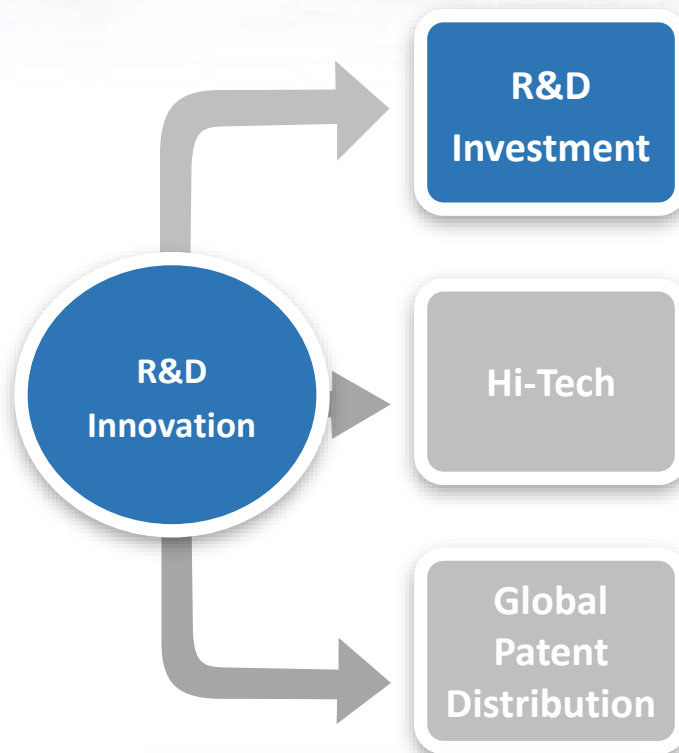 R&D
Investment
R&D
Innovation
Hi-Tech
Global
Patent
Distribution